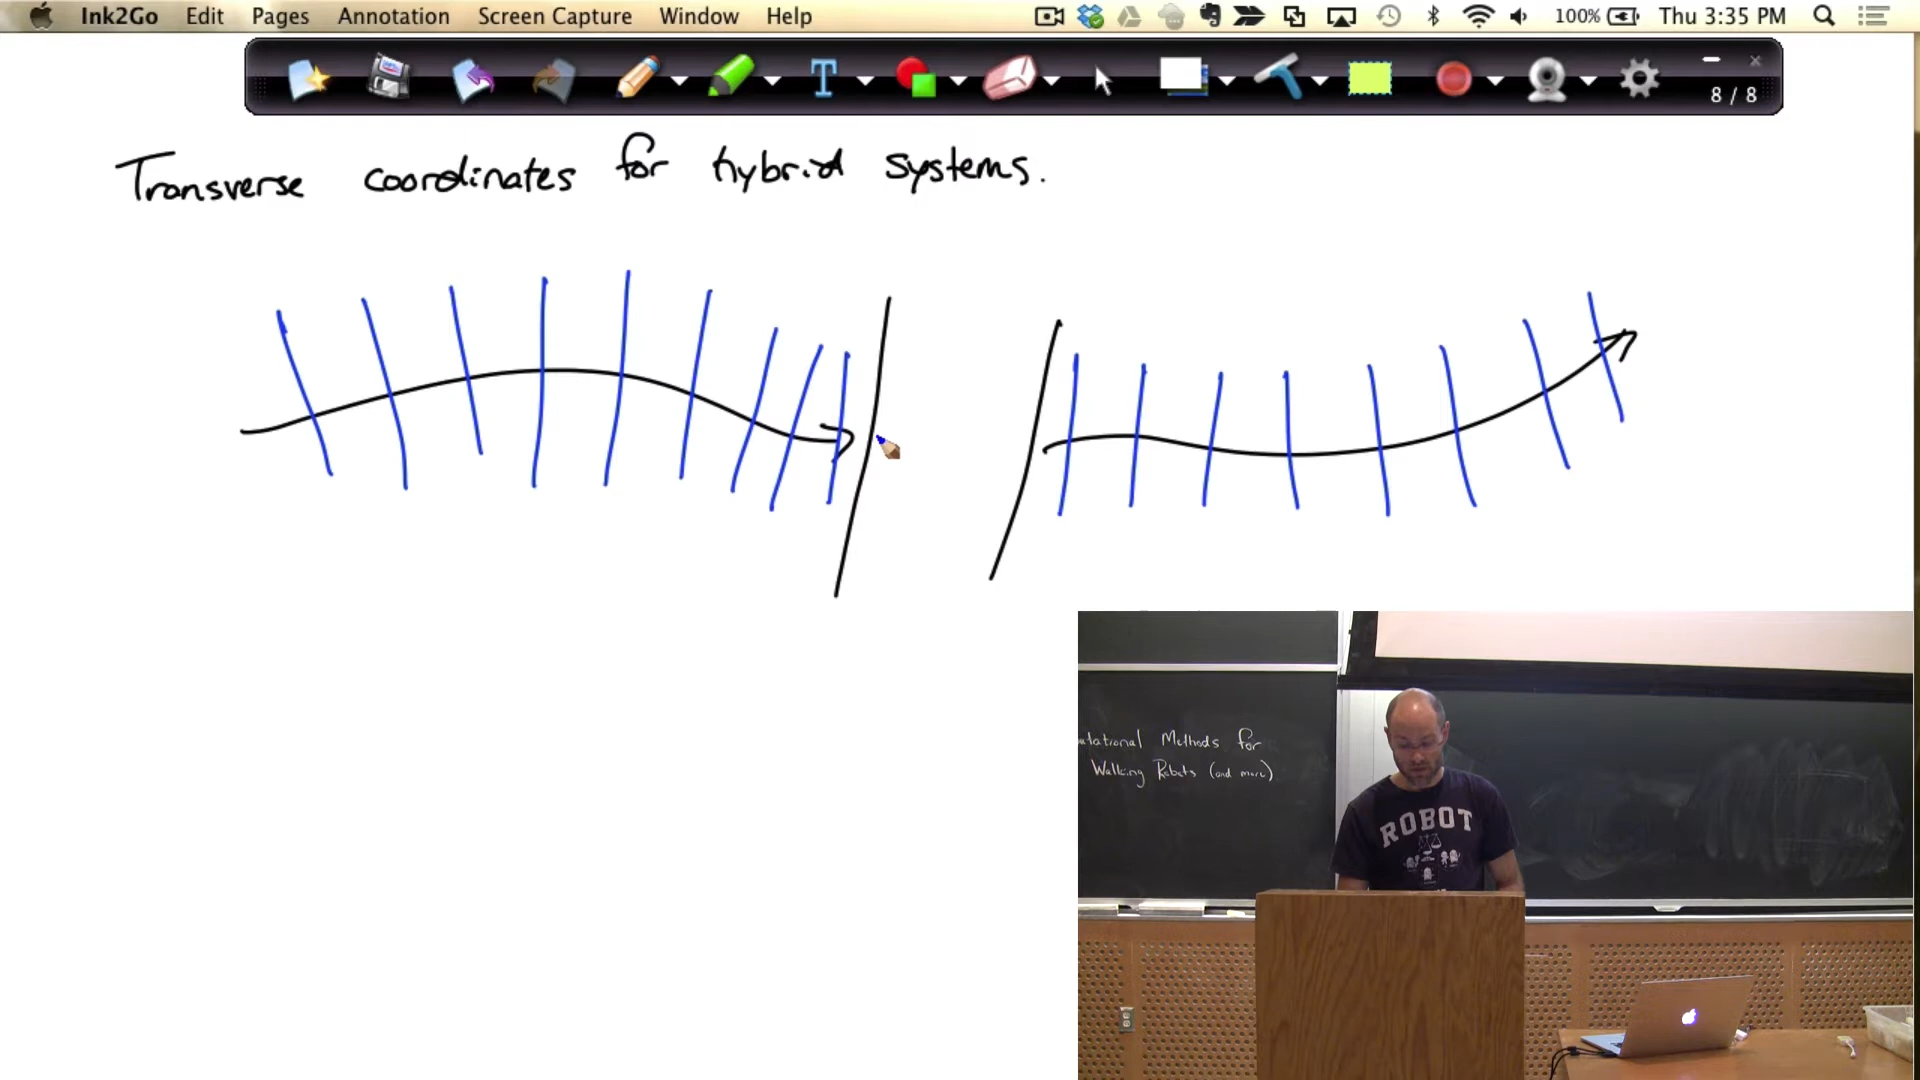 Ink2Go Edit Pages Annotation Screen Capture Window Help 100% Thu 3:35 PM
T
8 / 8
Transverse coordinates for hybrid systems.
Methods for
Walking Robots (and more)
ROBOT